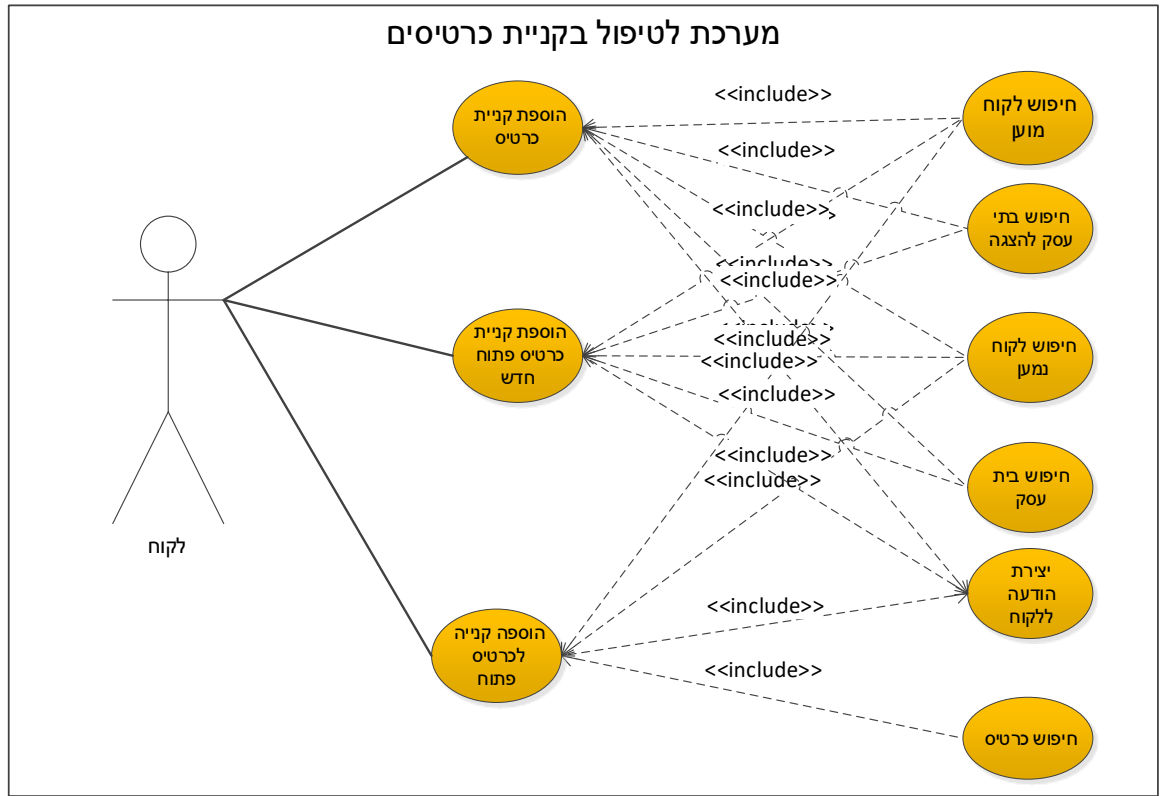 מערכת לטיפול בקניית כרטיסים
<<include>>
חיפוש לקוח
מוען
הוספת קניית
כרטיס
<<include>>
חיפוש בתי
עסק להצגה
<<include>>
<<include>>
<<include>>
הוספת קניית
כרטיס פתוח
חדש
<<include>>
<<include>>
<<include>>
חיפוש לקוח
נמען
<<include>>
<<include>>
<<include>>
חיפוש בית
עסק
לקוח
יצירת
הודעה
ללקוח
<<include>>
הוספה קנייה
לכרטיס
פתוח
<<include>>
חיפוש כרטיס